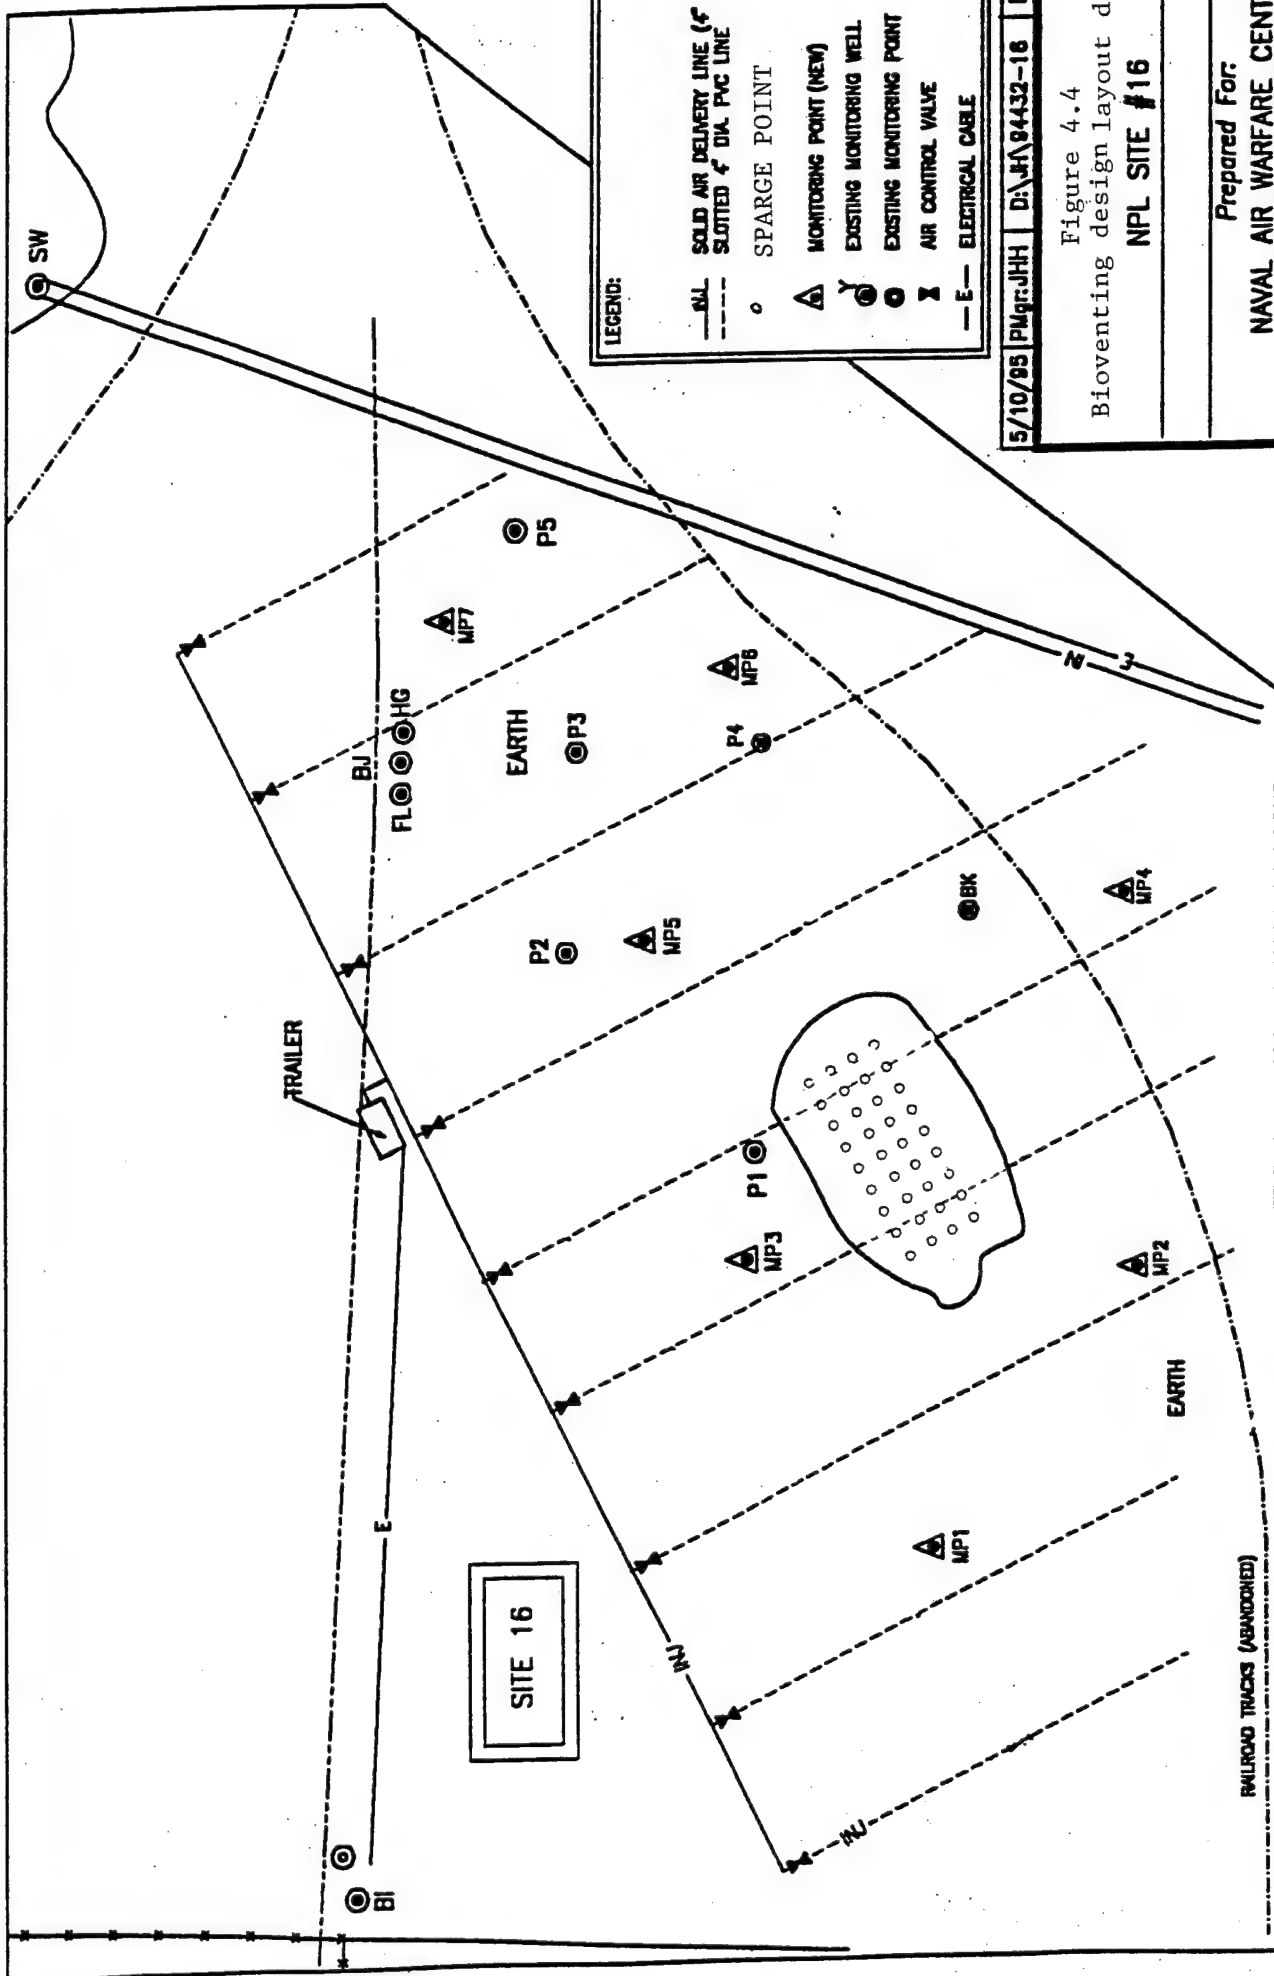 SW
BI
E
TRAILER
SITE 16
BJ
FL
HG
MP7
P5
EARTH
P3
P2
MP5
MP6
P4
P1
MP3
BK
MP4
MP2
MP1
EARTH
INJ
INJ
INJ
E
RAILROAD TRACKS (ABANDONED)
LEGEND:
INJ. SOLID AIR DELIVERY LINE (4"
SLOTTED 4" DIA. PVC LINE
SPARGE POINT
MONITORING POINT (NEW)
EXISTING MONITORING WELL
EXISTING MONITORING POINT
AIR CONTROL VALVE
—E— ELECTRICAL CABLE
5/10/95 PMgr:JHH D:\JH\94432-16
Figure 4.4
Bioventing design layout d
NPL SITE #16
Prepared For:
NAVAL AIR WARFARE CENT